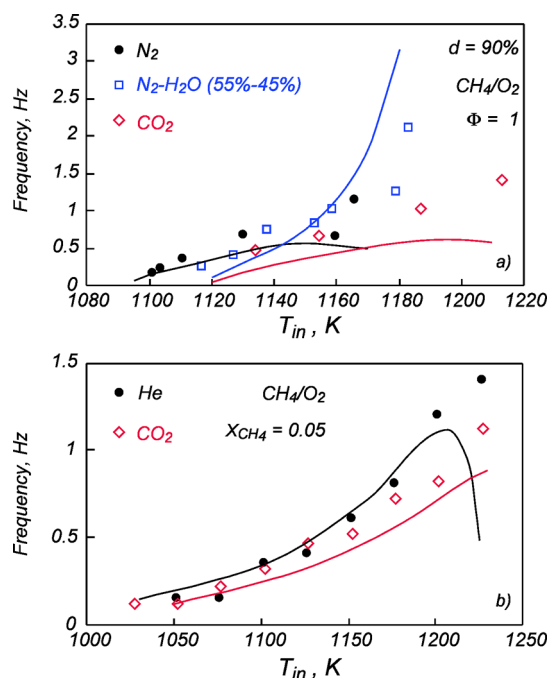 3.5
3
2.5
2
1.5
1
0.5
0
Frequency, Hz
N2
N2-H2O (55%-45%)
CO2
d = 90%
CH4/O2
Φ = 1
a)
1080 1100 1120 1140 1160 1180 1200 1220
Tin , K
1.5
1
0.5
0
Frequency, Hz
He
CO2
CH4/O2
XCH4 = 0.05
b)
1000 1050 1100 1150 1200 1250
Tin , K